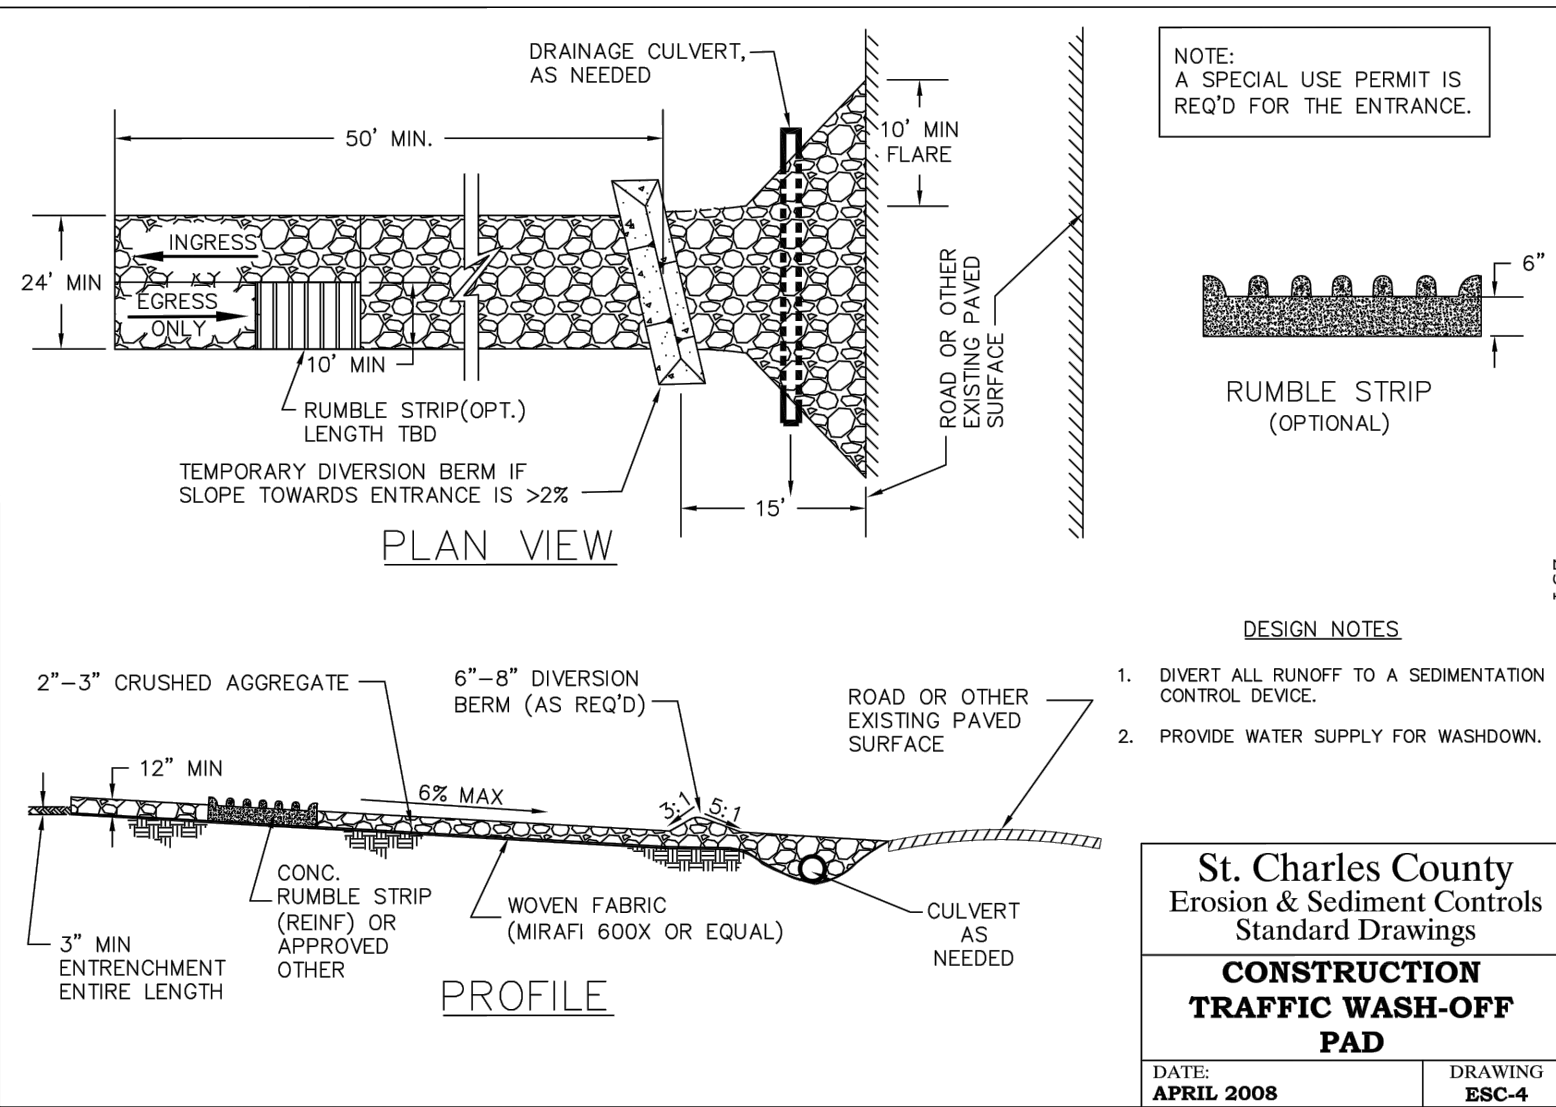 DRAINAGE CULVERT,
AS NEEDED
50' MIN.
10' MIN
FLARE
NOTE:
A SPECIAL USE PERMIT IS
REQ'D FOR THE ENTRANCE.
INGRESS
24' MIN
EGRESS
ONLY
10' MIN
RUMBLE STRIP(OPT.)
LENGTH TBD
TEMPORARY DIVERSION BERM IF
SLOPE TOWARDS ENTRANCE IS >2%
15'
ROAD OR OTHER
EXISTING PAVED
SURFACE
PLAN VIEW
6"
RUMBLE STRIP
(OPTIONAL)
DESIGN NOTES
1. DIVERT ALL RUNOFF TO A SEDIMENTATION
CONTROL DEVICE.
2. PROVIDE WATER SUPPLY FOR WASHDOWN.
2"-3" CRUSHED AGGREGATE
6"-8" DIVERSION
BERM (AS REQ'D)
ROAD OR OTHER
EXISTING PAVED
SURFACE
12" MIN
6% MAX
3:1
5:1
3" MIN
ENTRENCHMENT
ENTIRE LENGTH
CONC.
RUMBLE STRIP
(REINF) OR
APPROVED
OTHER
WOVEN FABRIC
(MIRAFI 600X OR EQUAL)
CULVERT
AS
NEEDED
PROFILE
St. Charles County
Erosion & Sediment Controls
Standard Drawings
CONSTRUCTION
TRAFFIC WASH-OFF
PAD
DATE:
APRIL 2008
DRAWING
ESC-4